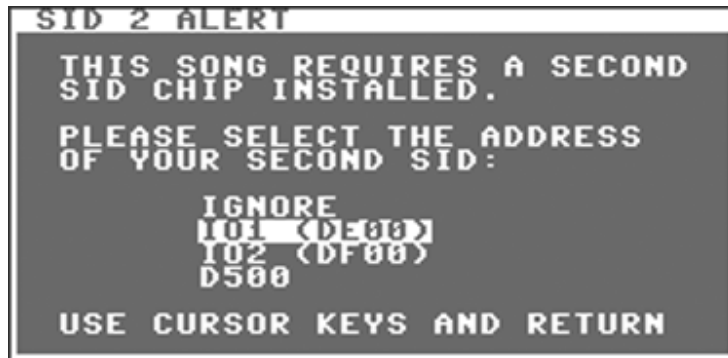 SID 2 ALERT
THIS SONG REQUIRES A SECOND
SID CHIP INSTALLED.
PLEASE SELECT THE ADDRESS
OF YOUR SECOND SID:
IGNORE
IO1 (DE00)
IO2 (DF00)
D500
USE CURSOR KEYS AND RETURN